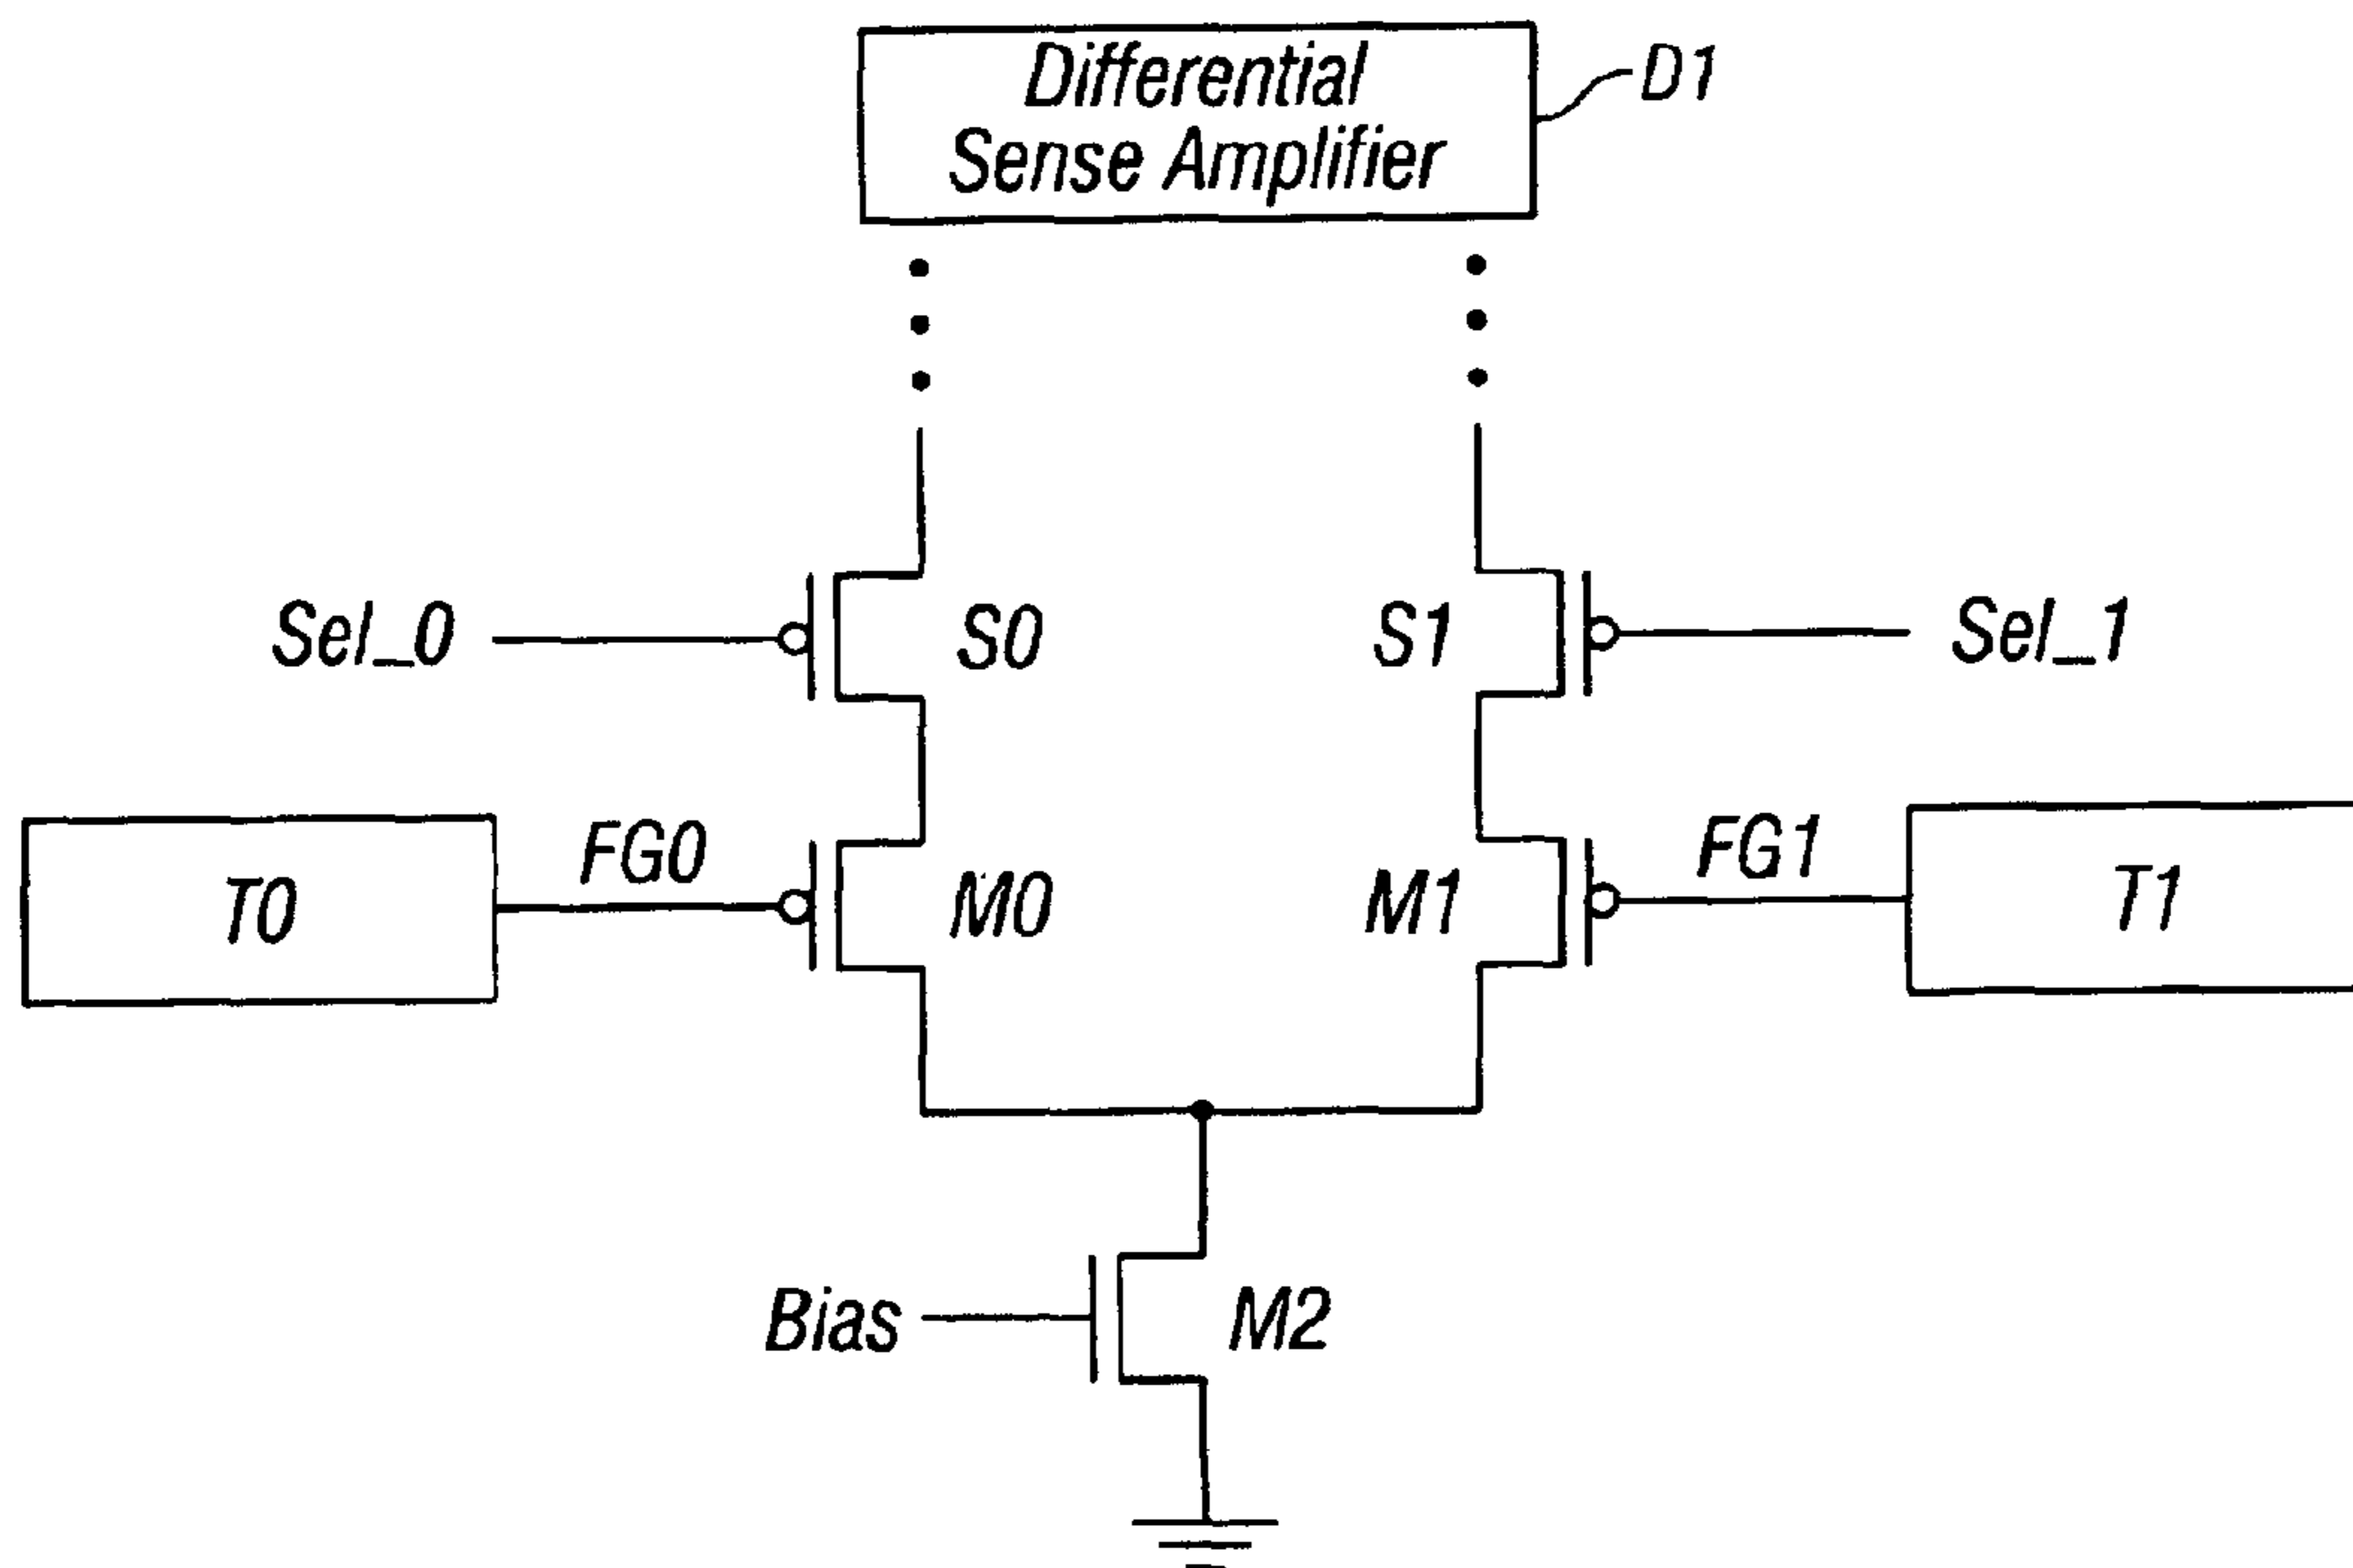 Differential
Sense Amplifier
D1
Sel_0
S0
S1
Sel_1
T0
FG0
M0
M1
FG1
T1
Bias
M2